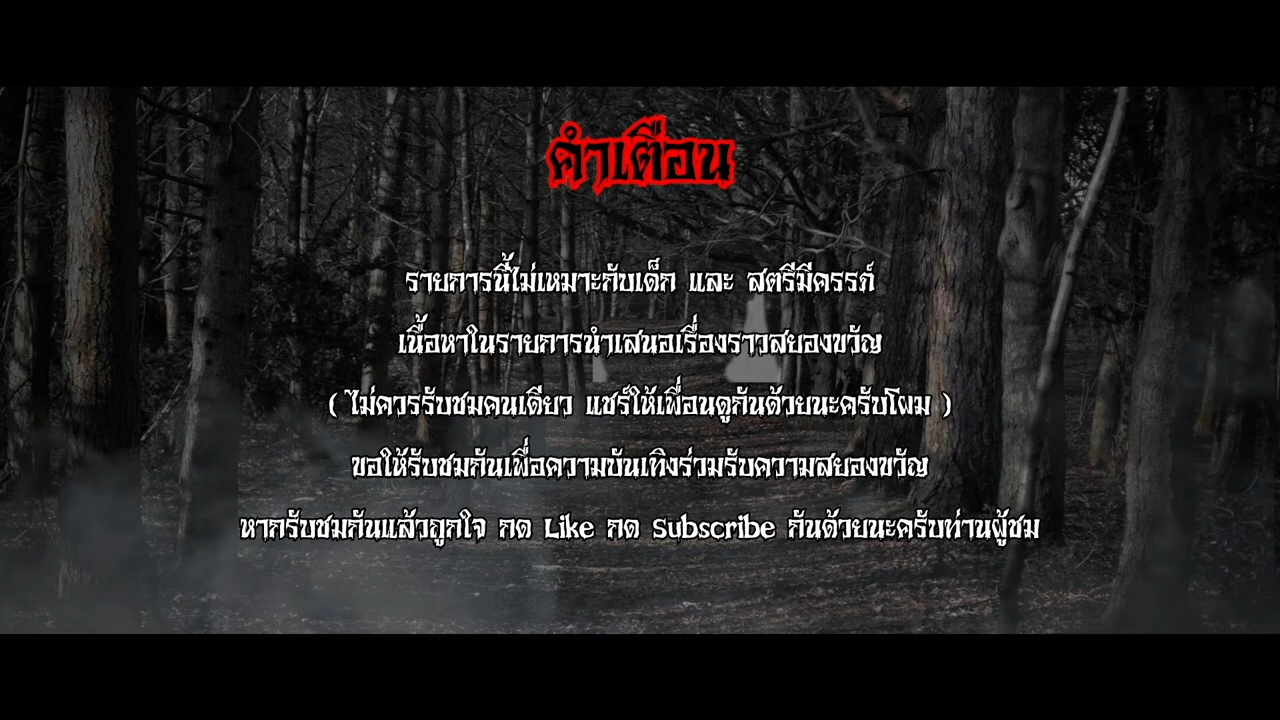 คำเตือน
รายการนี้ไม่เหมาะกับเด็ก และ สตรีมีครรภ์
เนื้อหาในรายการนำเสนอเรื่องราวสยองขวัญ
( ไม่ควรรับชมคนเดียว แชร์ให้เพื่อนดูกันด้วยนะครับโผม )
ขอให้รับชมกันเพื่อความบันเทิงร่วมรับความสยองขวัญ
หากรับชมกันแล้วถูกใจ กด Like กด Subscribe กันด้วยนะครับท่านผู้ชม